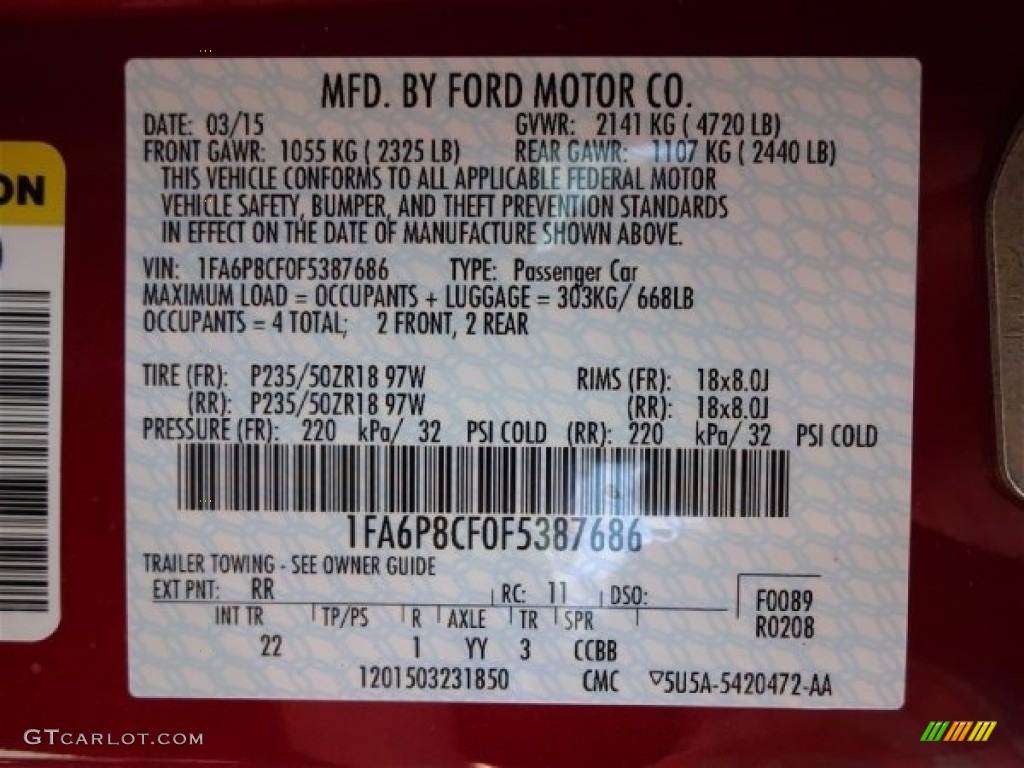 MFD. BY FORD MOTOR CO.
DATE: 03/15 GVWR: 2141 KG ( 4720 LB)
FRONT GAWR: 1055 KG ( 2325 LB) REAR GAWR: 1107 KG ( 2440 LB)
THIS VEHICLE CONFORMS TO ALL APPLICABLE FEDERAL MOTOR
VEHICLE SAFETY, BUMPER, AND THEFT PREVENTION STANDARDS
IN EFFECT ON THE DATE OF MANUFACTURE SHOWN ABOVE.
VIN: 1FA6P8CF0F5387686 TYPE: Passenger Car
MAXIMUM LOAD = OCCUPANTS + LUGGAGE = 303KG/ 668LB
OCCUPANTS = 4 TOTAL; 2 FRONT, 2 REAR
TIRE (FR): P235/50ZR18 97W RIMS (FR): 18x8.0J
(RR): P235/50ZR18 97W (RR): 18x8.0J
PRESSURE (FR): 220 kPa/ 32 PSI COLD (RR): 220 kPa/ 32 PSI COLD
1FA6P8CF0F5387686
TRAILER TOWING - SEE OWNER GUIDE
EXT PNT: RR RC: 11 DSO:
F0089
R0208
INT TR TP/PS R AXLE TR SPR
22 1 YY 3 CCBB
1201503231850 CMC ▽5U5A-5420472-AA
ON
GTCARLOT.COM